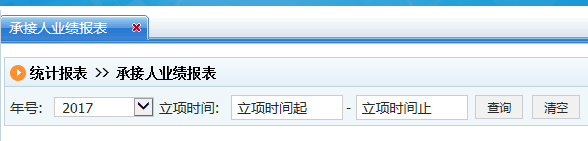 承接人业绩报表
统计报表 >> 承接人业绩报表
年号: 2017 立项时间: 立项时间起 - 立项时间止 查询 清空